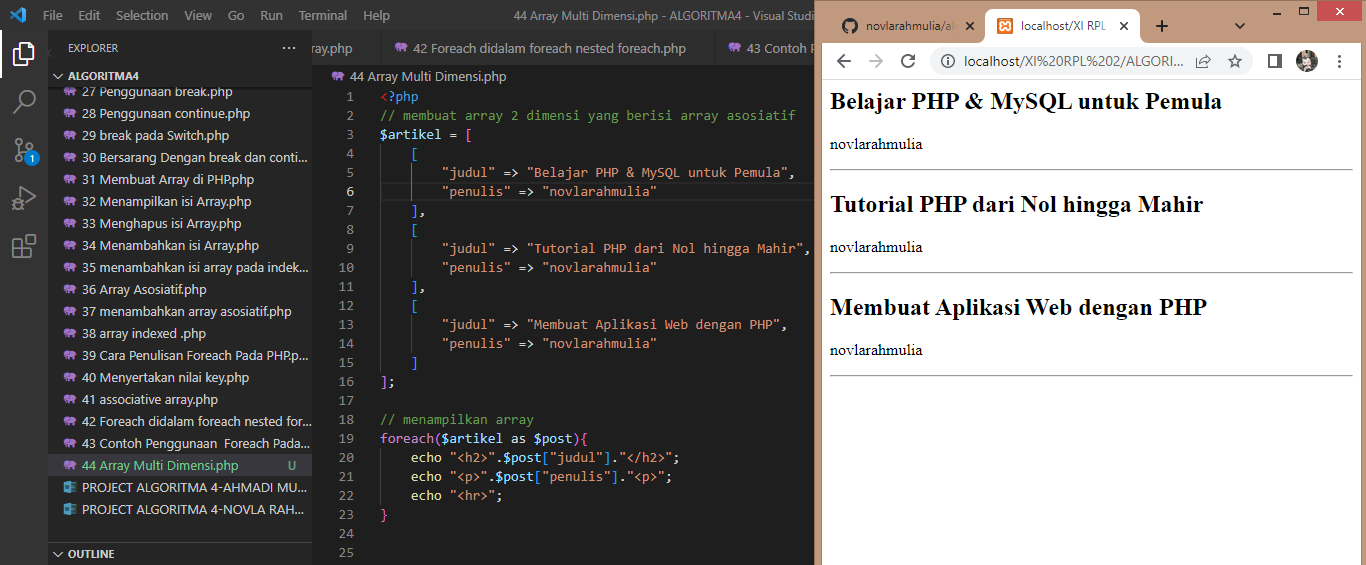 File Edit Selection View Go Run Terminal Help 44 Array Multi Dimensi.php - ALGORITMA4 - Visual Studi
EXPLORER
ALGORITMA4
27 Penggunaan break.php
28 Penggunaan continue.php
29 break pada Switch.php
30 Bersarang Dengan break dan conti...
31 Membuat Array di PHP.php
32 Menampilkan isi Array.php
33 Menghapus isi Array.php
34 Menambahkan isi Array.php
35 menambahkan isi array pada indek...
36 Array Asosiatif.php
37 menambahkan array asosiatif.php
38 array indexed .php
39 Cara Penulisan Foreach Pada PHP.p...
40 Menyertakan nilai key.php
41 associative array.php
42 Foreach didalam foreach nested for...
43 Contoh Penggunaan  Foreach Pada...
44 Array Multi Dimensi.php U
PROJECT ALGORITMA 4-AHMADI MU...
PROJECT ALGORITMA 4-NOVLA RAH...
OUTLINE
1
ray.php 42 Foreach didalam foreach nested foreach.php 43 Contoh P
44 Array Multi Dimensi.php
1 <?php
2 // membuat array 2 dimensi yang berisi array asosiatif
3 $artikel = [
4     [
5         "judul" => "Belajar PHP & MySQL untuk Pemula",
6         "penulis" => "novlarahmulia"
7     ],
8     [
9         "judul" => "Tutorial PHP dari Nol hingga Mahir",
10         "penulis" => "novlarahmulia"
11     ],
12     [
13         "judul" => "Membuat Aplikasi Web dengan PHP",
14         "penulis" => "novlarahmulia"
15     ]
16 ];
17
18 // menampilkan array
19 foreach($artikel as $post){
20     echo "<h2>".$post["judul"]."</h2>";
21     echo "<p>".$post["penulis"]."<p>";
22     echo "<hr>";
23 }
24
25
novlarahmulia/al localhost/XI RPL
localhost/XI%20RPL%202/ALGORI...
Belajar PHP & MySQL untuk Pemula
novlarahmulia
Tutorial PHP dari Nol hingga Mahir
novlarahmulia
Membuat Aplikasi Web dengan PHP
novlarahmulia